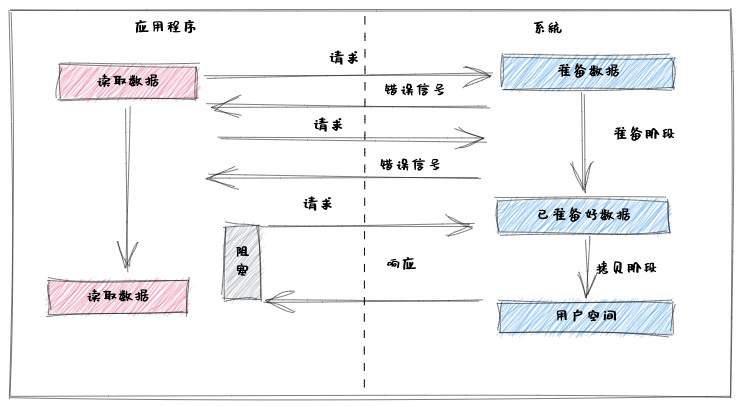 应用程序
系统
请求
读取数据
准备数据
错误信号
请求
准备阶段
错误信号
请求
已准备好数据
阻塞
响应
拷贝阶段
读取数据
用户空间